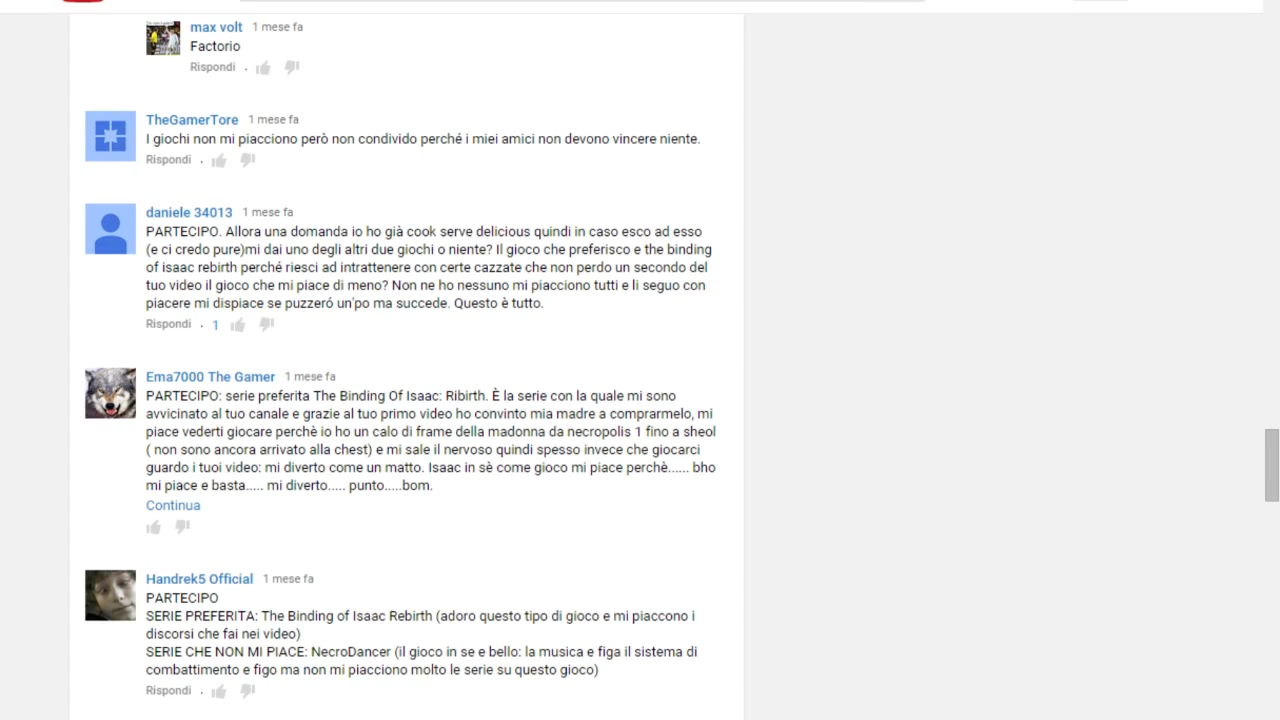 max volt 1 mese fa
Factorio
Rispondi .
TheGamerTore 1 mese fa
I giochi non mi piacciono però non condivido perché i miei amici non devono vincere niente.
Rispondi .
daniele 34013 1 mese fa
PARTECIPO. Allora una domanda io ho già cook serve delicious quindi in caso esco ad esso
(e ci credo pure)mi dai uno degli altri due giochi o niente? Il gioco che preferisco e the binding
of isaac rebirth perché riesci ad intrattenere con certe cazzate che non perdo un secondo del
tuo video il gioco che mi piace di meno? Non ne ho nessuno mi piacciono tutti e li seguo con
piacere mi dispiace se puzzeró un'po ma succede. Questo è tutto.
Rispondi . 1
Ema7000 The Gamer 1 mese fa
PARTECIPO: serie preferita The Binding Of Isaac: Ribirth. È la serie con la quale mi sono
avvicinato al tuo canale e grazie al tuo primo video ho convinto mia madre a comprarmelo, mi
piace vederti giocare perchè io ho un calo di frame della madonna da necropolis 1 fino a sheol
( non sono ancora arrivato alla chest) e mi sale il nervoso quindi spesso invece che giocarci
guardo i tuoi video: mi diverto come un matto. Isaac in sè come gioco mi piace perchè...... bho
mi piace e basta..... mi diverto..... punto.....bom.
Continua
Handrek5 Official 1 mese fa
PARTECIPO
SERIE PREFERITA: The Binding of Isaac Rebirth (adoro questo tipo di gioco e mi piaccono i
discorsi che fai nei video)
SERIE CHE NON MI PIACE: NecroDancer (il gioco in se e bello: la musica e figa il sistema di
combattimento e figo ma non mi piacciono molto le serie su questo gioco)
Rispondi .